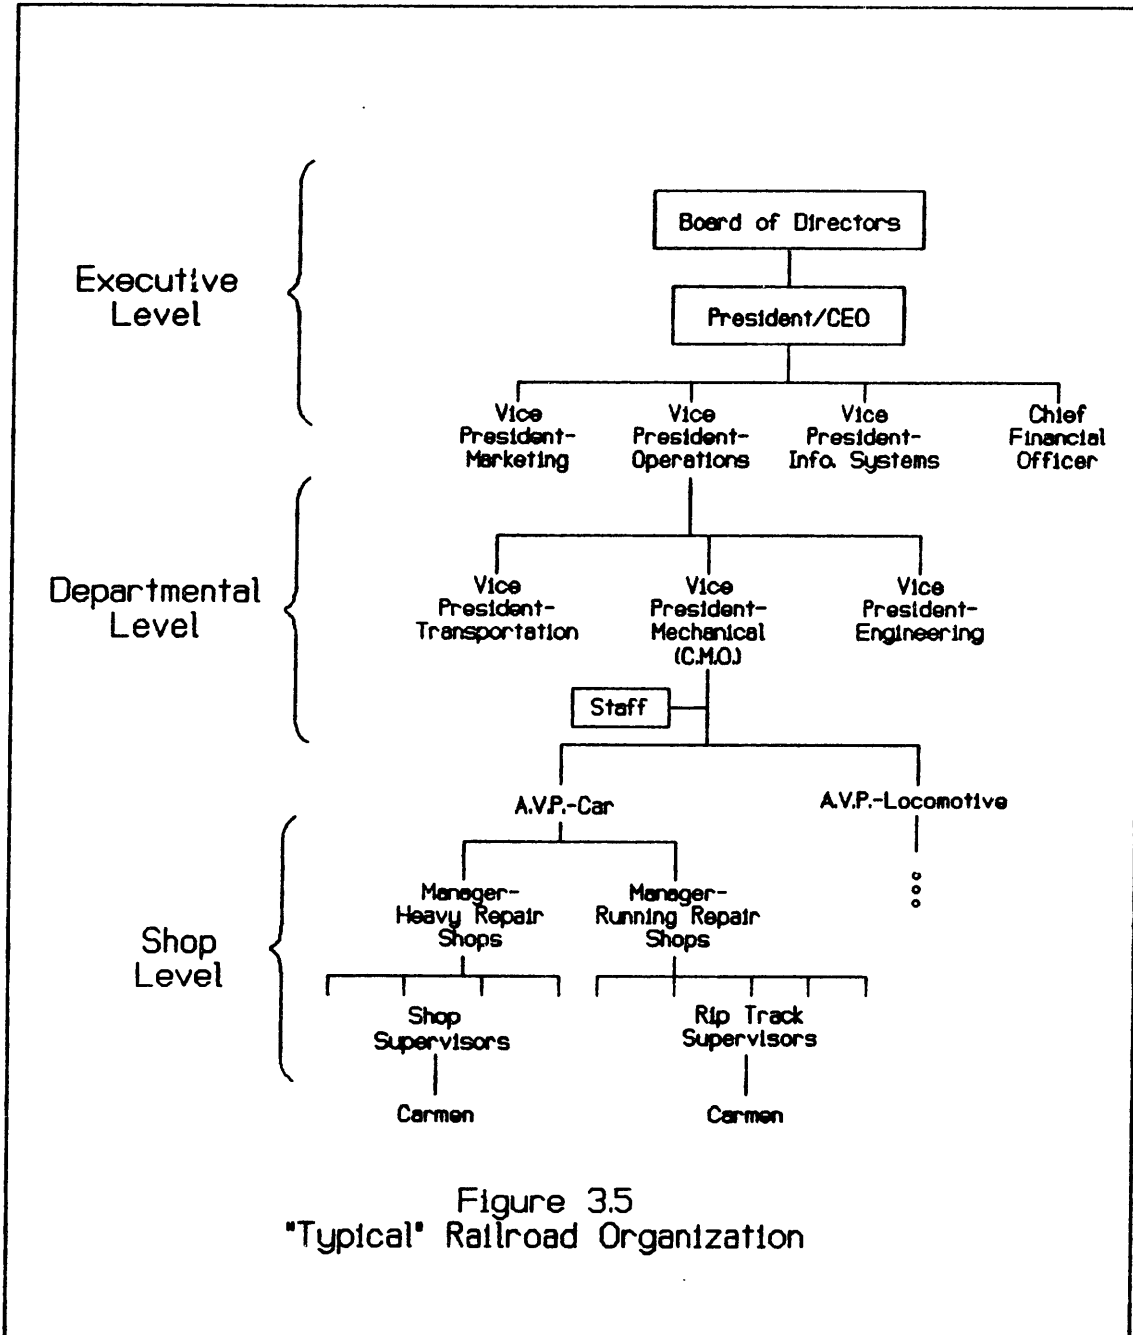 Board of Directors
Executive
Level
President/CEO
Vice
President-
Marketing
Vice
President-
Operations
Vice
President-
Info. Systems
Chief
Financial
Officer
Departmental
Level
Vice
President-
Transportation
Vice
President-
Mechanical
(C.M.O.)
Vice
President-
Engineering
Staff
A.V.P.-Car
A.V.P.-Locomotive
Shop
Level
Manager-
Heavy Repair
Shops
Manager-
Running Repair
Shops
Shop
Supervisors
Rip Track
Supervisors
Carmen
Carmen
Figure 3.5
"Typical" Railroad Organization